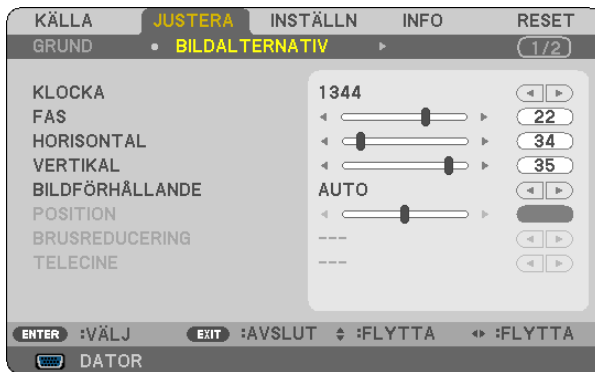 KÄLLA JUSTERA INSTÄLLN INFO RESET
GRUND • BILDALTERNATIV ▶ 1/2
KLOCKA 1344
FAS 22
HORISONTAL 34
VERTIKAL 35
BILDFÖRHÅLLANDE AUTO
POSITION
BRUSREDUCERING ---
TELECINE ---
ENTER :VÄLJ EXIT :AVSLUT :FLYTTA :FLYTTA
DATOR